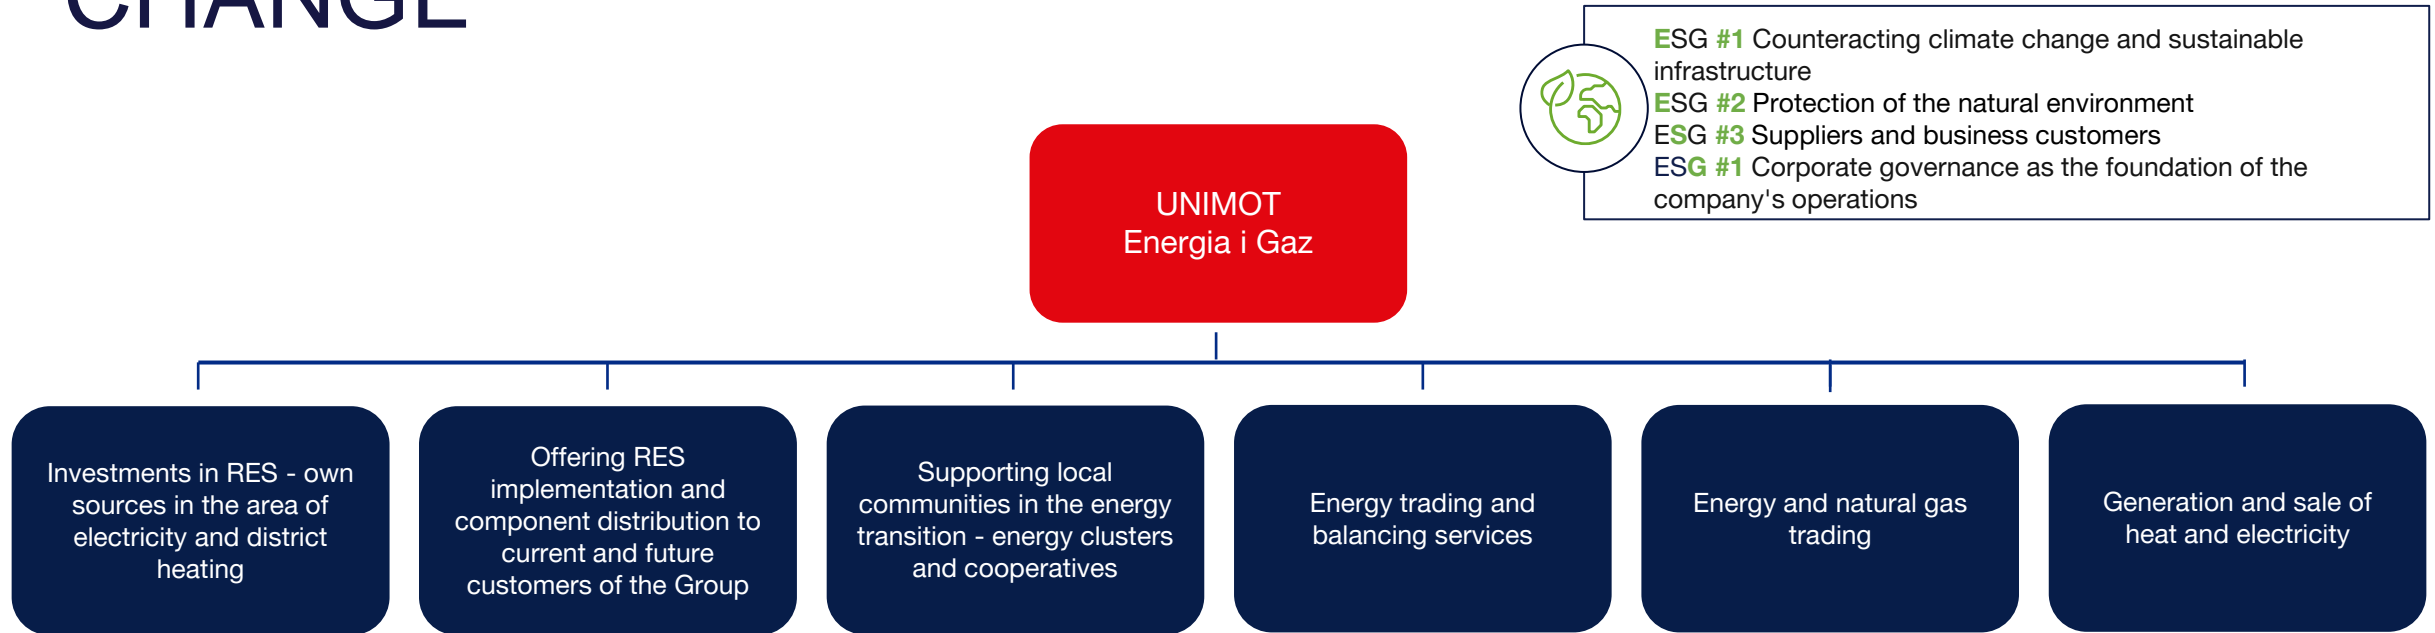 CHANGE
ESG #1 Counteracting climate change and sustainable
infrastructure
ESG #2 Protection of the natural environment
ESG #3 Suppliers and business customers
ESG #1 Corporate governance as the foundation of the
company's operations
UNIMOT
Energia i Gaz
Investments in RES - own
sources in the area of
electricity and district
heating
Offering RES
implementation and
component distribution to
current and future
customers of the Group
Supporting local
communities in the energy
transition - energy clusters
and cooperatives
Energy trading and
balancing services
Energy and natural gas
trading
Generation and sale of
heat and electricity